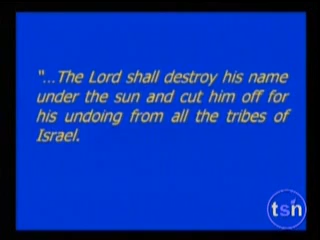 "...The Lord shall destroy his name
under the sun and cut him off for
his undoing from all the tribes of
Israel.
tsn